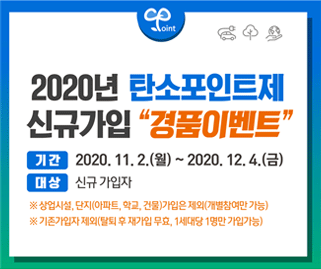 Point
2020년 탄소포인트제
신규가입 “경품이벤트”
기간 2020. 11. 2.(월) ~ 2020. 12. 4.(금)
대상 신규 가입자
※ 상업시설, 단지(아파트, 학교, 건물)가입은 제외(개별참여만 가능)
※ 기존가입자 제외(탈퇴 후 재가입 무효, 1세대당 1명만 가입가능)